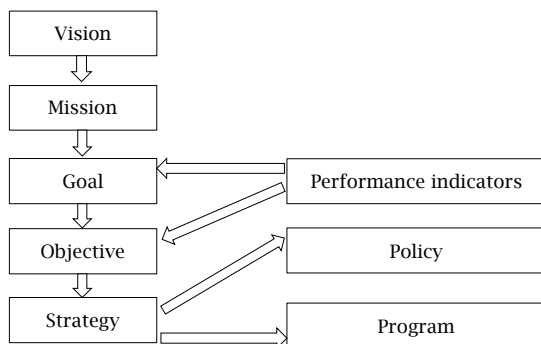 Vision
Mission
Goal
Performance indicators
Objective
Policy
Strategy
Program